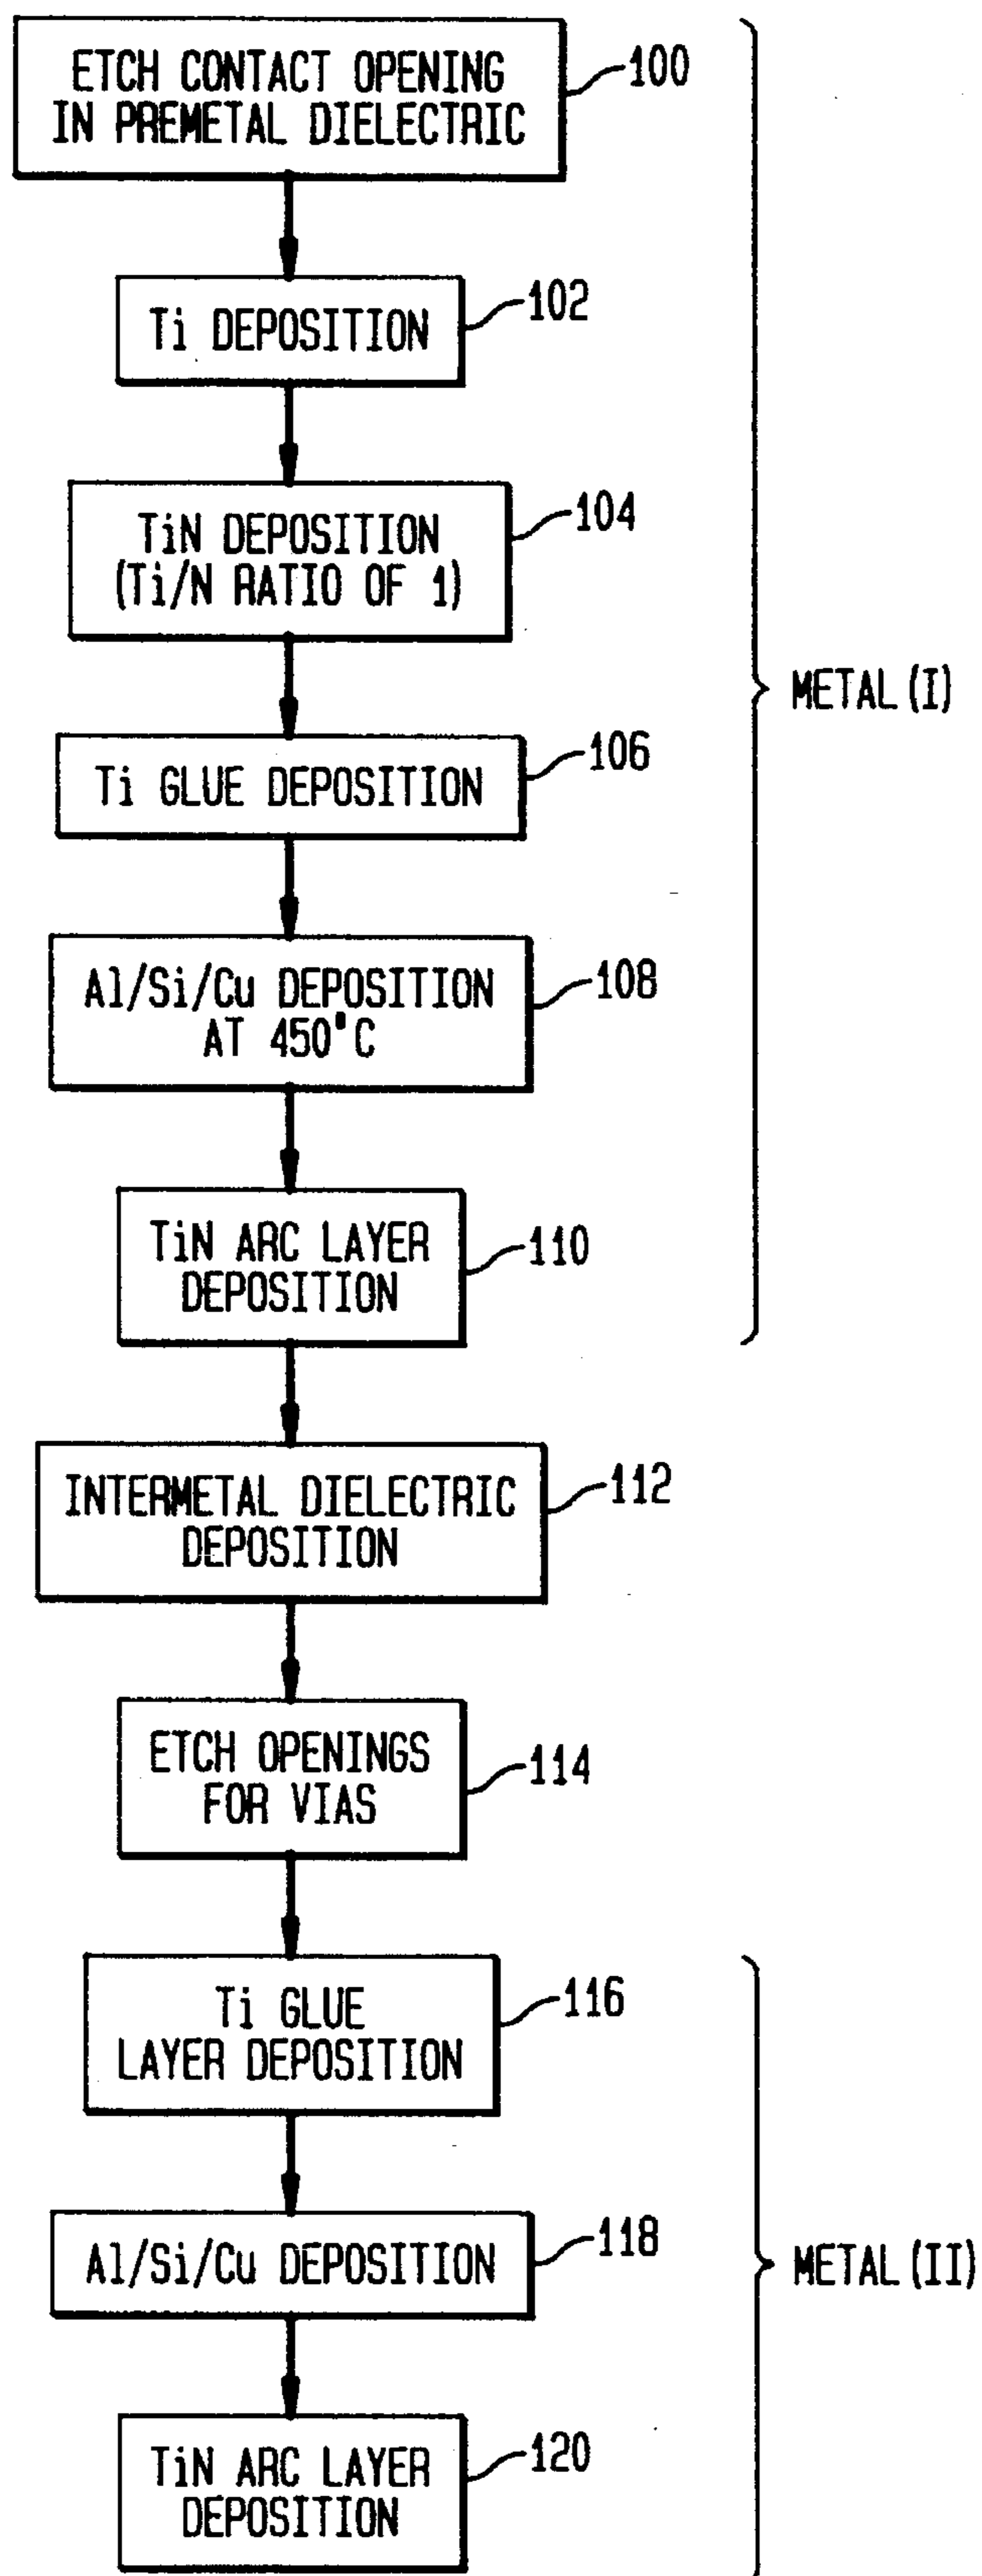 ETCH CONTACT OPENING
IN PREMETAL DIELECTRIC
100
Ti DEPOSITION
102
TiN DEPOSITION
(Ti/N RATIO OF 1)
104
METAL (I)
Ti GLUE DEPOSITION
106
Al/Si/Cu DEPOSITION
AT 450°C
108
TiN ARC LAYER
DEPOSITION
110
INTERMETAL DIELECTRIC
DEPOSITION
112
ETCH OPENINGS
FOR VIAS
114
Ti GLUE
LAYER DEPOSITION
116
Al/Si/Cu DEPOSITION
118
METAL (II)
TiN ARC LAYER
DEPOSITION
120